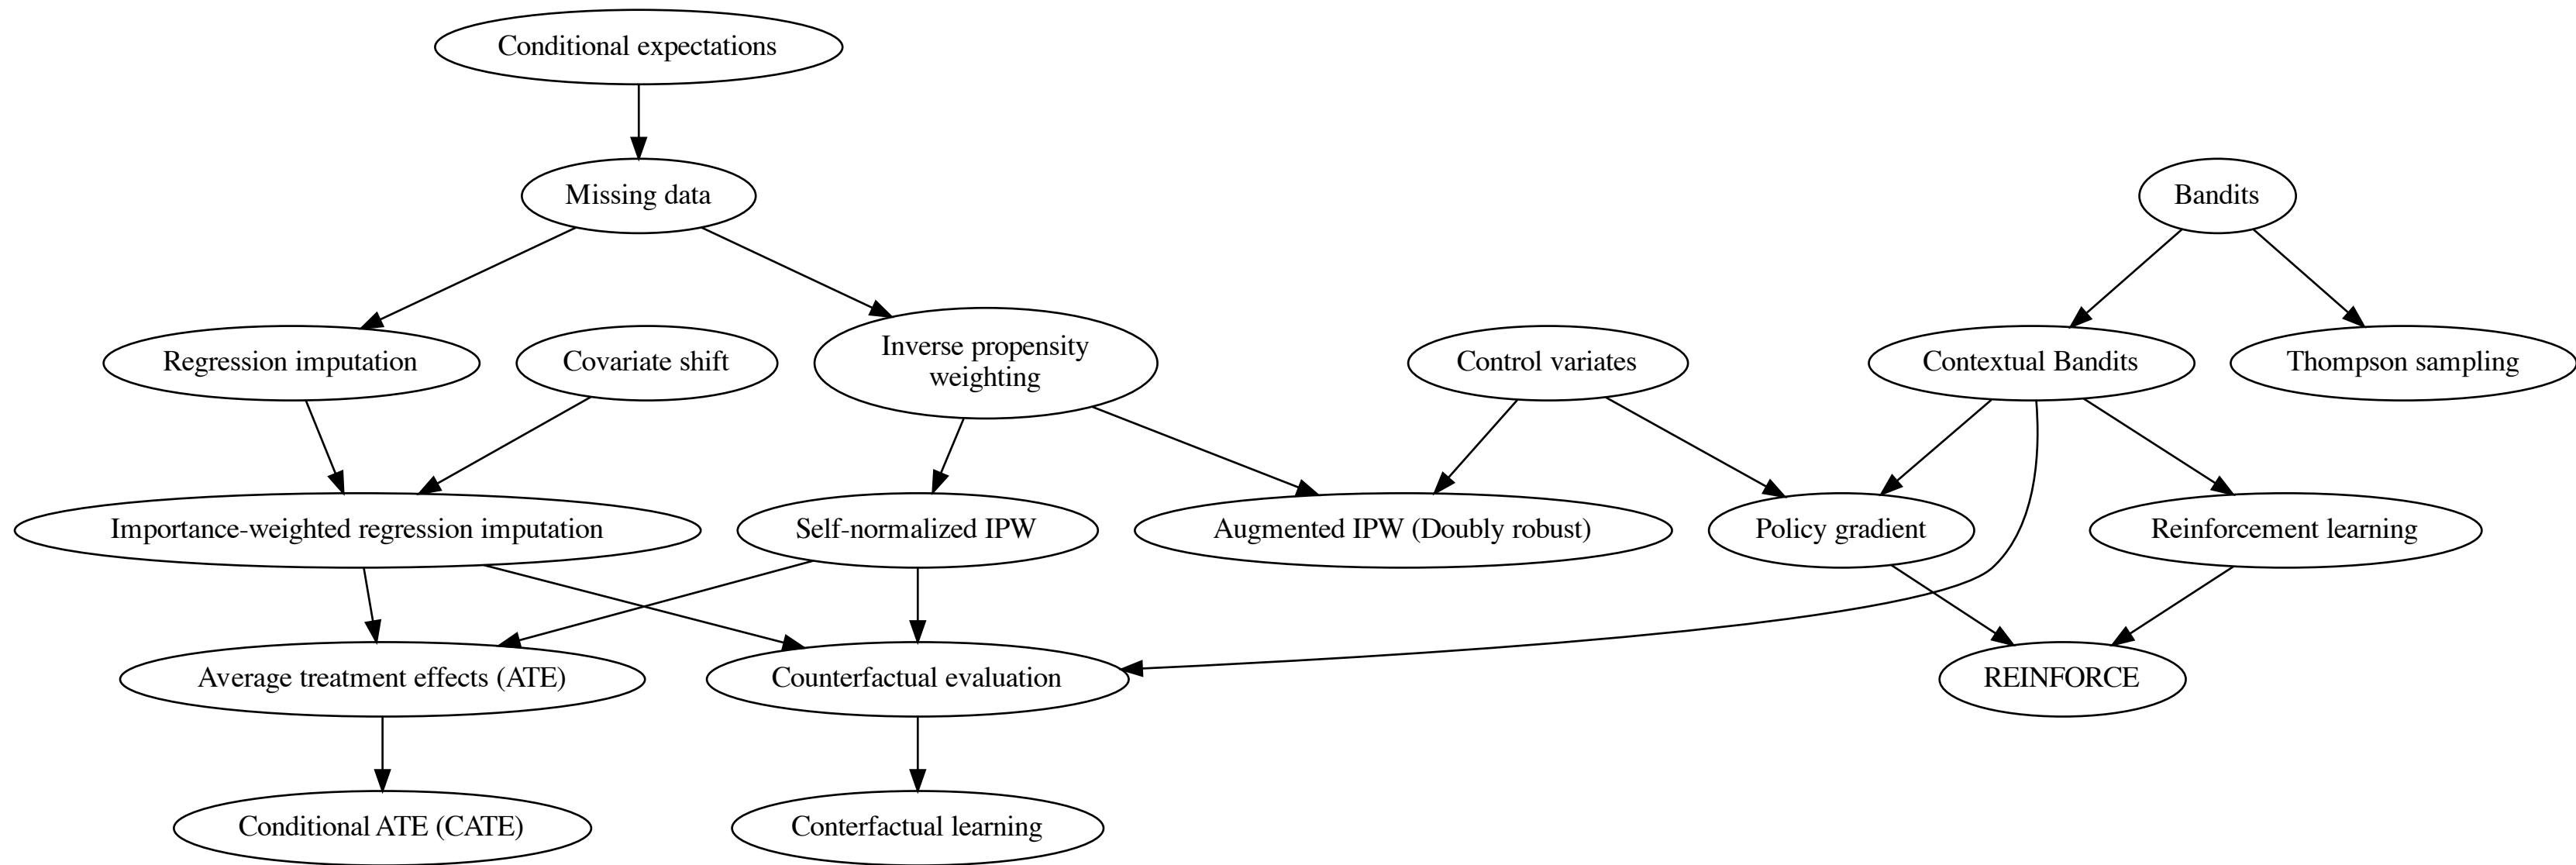 Conditional expectations
Missing data
Bandits
Regression imputation
Covariate shift
Inverse propensity
weighting
Control variates
Contextual Bandits
Thompson sampling
Importance-weighted regression imputation
Self-normalized IPW
Augmented IPW (Doubly robust)
Policy gradient
Reinforcement learning
Average treatment effects (ATE)
Counterfactual evaluation
REINFORCE
Conditional ATE (CATE)
Conterfactual learning